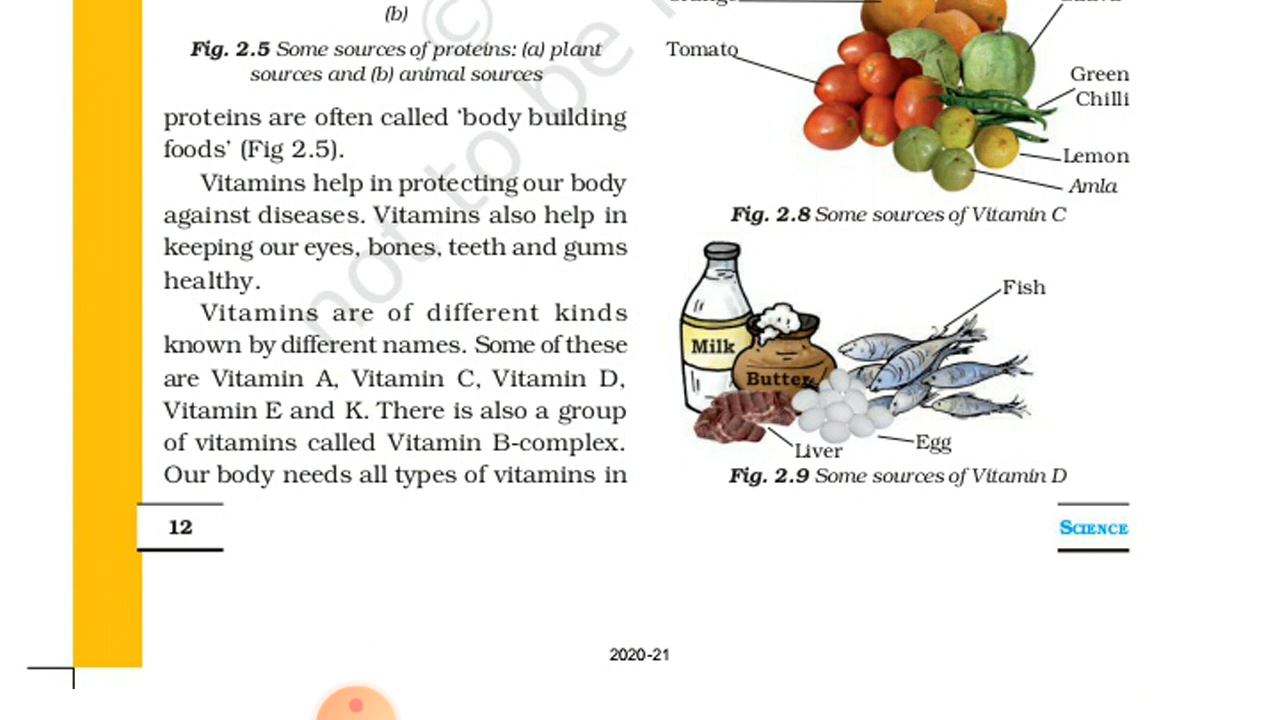 (b)
Fig. 2.5 Some sources of proteins: (a) plant
sources and (b) animal sources
proteins are often called ‘body building
foods’ (Fig 2.5).
Vitamins help in protecting our body
against diseases. Vitamins also help in
keeping our eyes, bones, teeth and gums
healthy.
Vitamins are of different kinds
known by different names. Some of these
are Vitamin A, Vitamin C, Vitamin D,
Vitamin E and K. There is also a group
of vitamins called Vitamin B-complex.
Our body needs all types of vitamins in
Tomato
Green
Chilli
Lemon
Amla
Fig. 2.8 Some sources of Vitamin C
Fish
Milk
Butter
Egg
Liver
Fig. 2.9 Some sources of Vitamin D
12
SCIENCE
2020-21
©
not to be